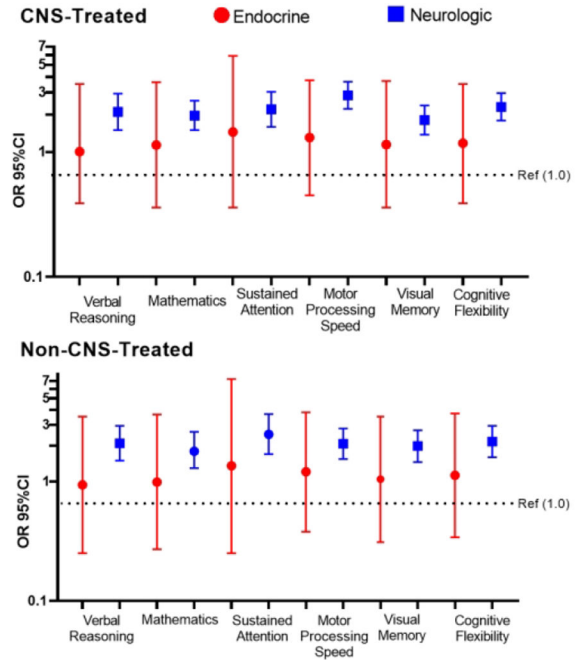 CNS-Treated
Endocrine
Neurologic
OR 95%CI
7
5
3
1
0.1
Ref (1.0)
Verbal
Reasoning
Mathematics
Sustained
Attention
Motor
Processing
Speed
Visual
Memory
Cognitive
Flexibility
Non-CNS-Treated
OR 95%CI
7
5
3
1
0.1
Ref (1.0)
Verbal
Reasoning
Mathematics
Sustained
Attention
Motor
Processing
Speed
Visual
Memory
Cognitive
Flexibility